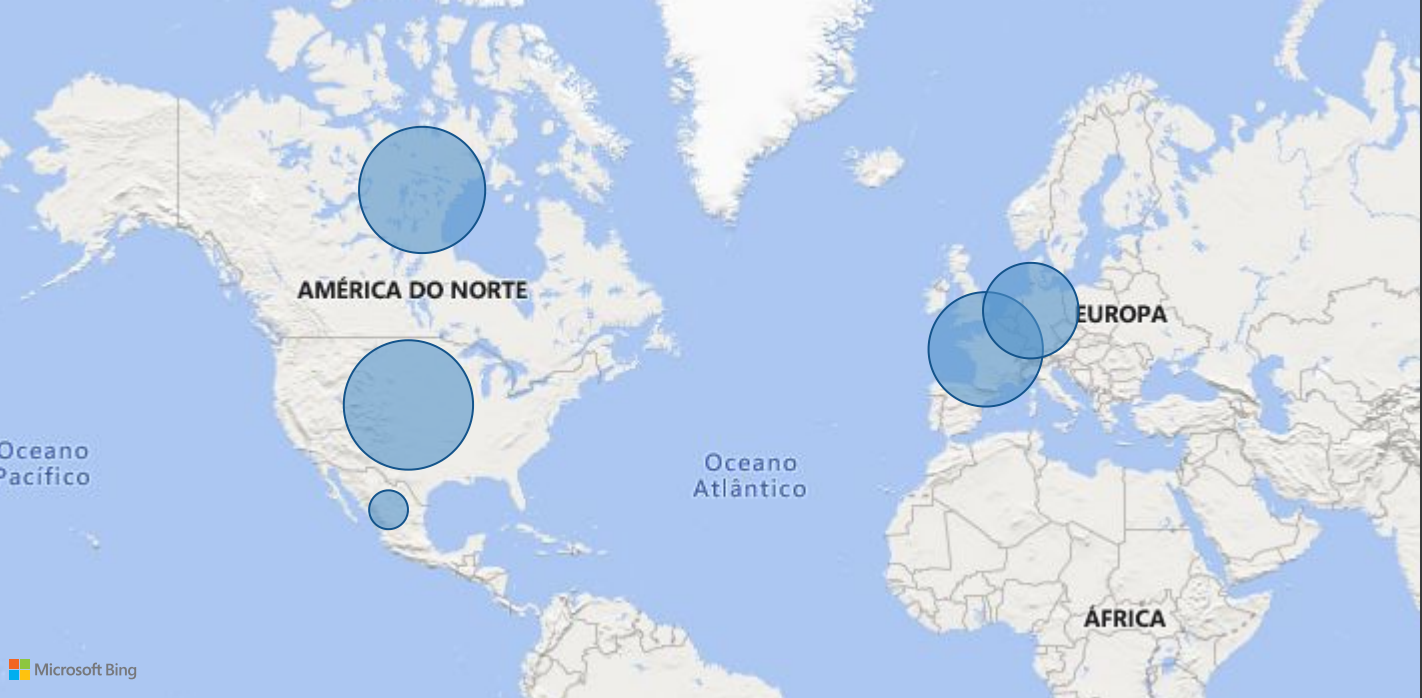 AMÉRICA DO NORTE
EUROPA
Oceano
Pacífico
Oceano
Atlântico
ÁFRICA
Microsoft Bing